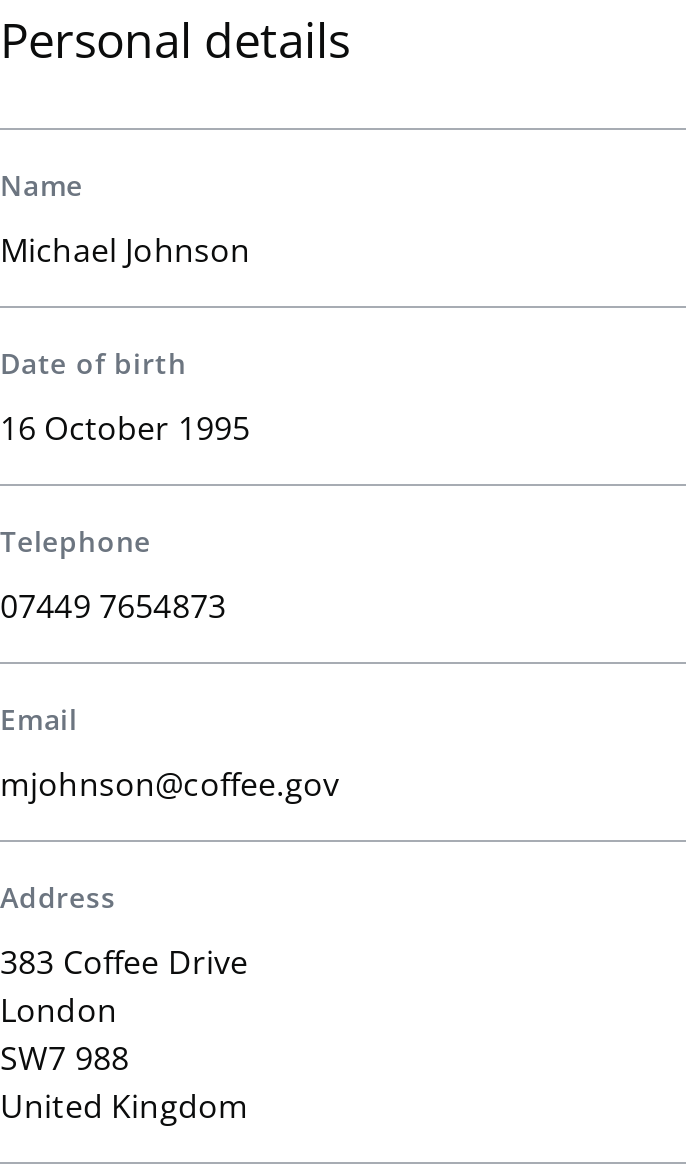 Personal details
Name
Michael Johnson
Date of birth
16 October 1995
Telephone
07449 7654873
Email
mjohnson@coffee.gov
Address
383 Coffee Drive
London
SW7 988
United Kingdom